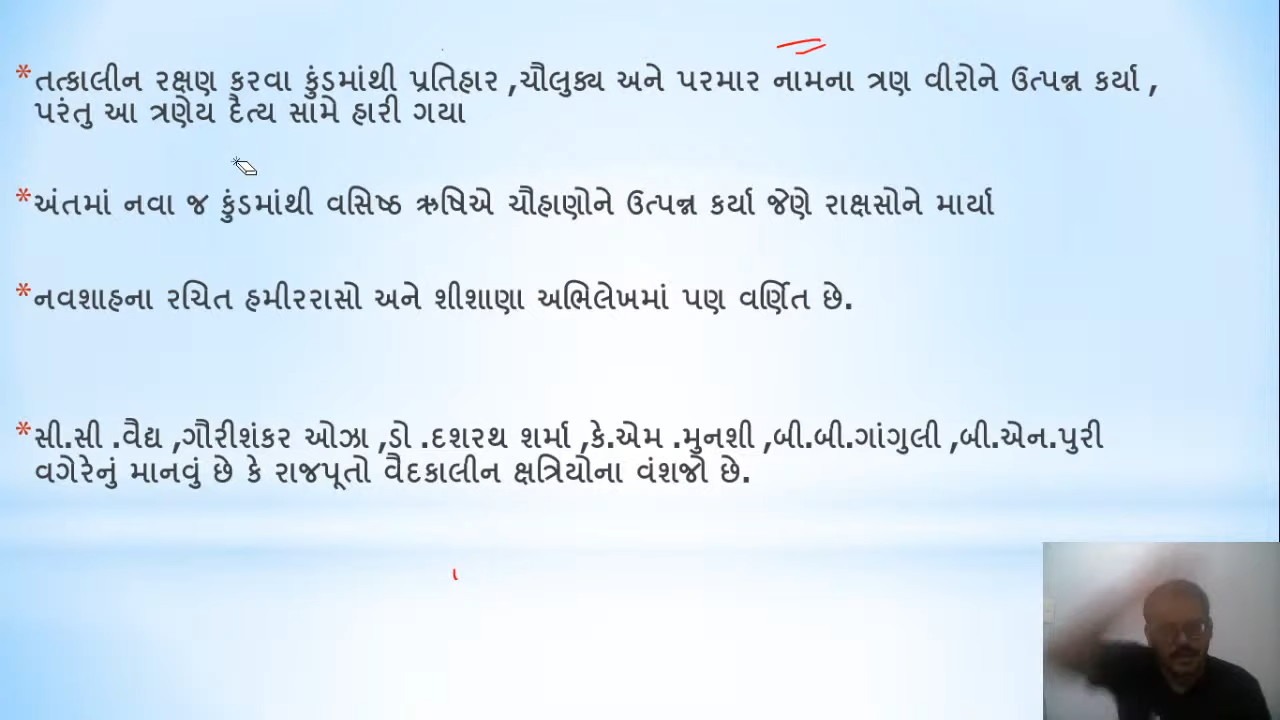 * તત્કાલીન રક્ષણ કરવા કુંડમાંથી પ્રતિહાર ,ચૌલુક્ય અને પરમાર નામના ત્રણ વીરોને ઉત્પન્ન કર્યા ,
પરંતુ આ ત્રણેય દૈત્ય સામે હારી ગયા
* અંતમાં નવા જ કુંડમાંથી વસિષ્ઠ ઋષિએ ચૌહાણોને ઉત્પન્ન કર્યા જેણે રાક્ષસોને માર્યા
* નવશાહના રચિત હમીરરાસો અને શીશાણા અભિલેખમાં પણ વર્ણિત છે.
* સી.સી .વૈદ્ય ,ગૌરીશંકર ઓઝા ,ડો .દશરથ શર્મા ,કે.એમ .મુનશી ,બી.બી.ગાંગુલી ,બી.એન.પુરી
વગેરેનું માનવું છે કે રાજપૂતો વૈદકાલીન ક્ષત્રિયોના વંશજો છે.